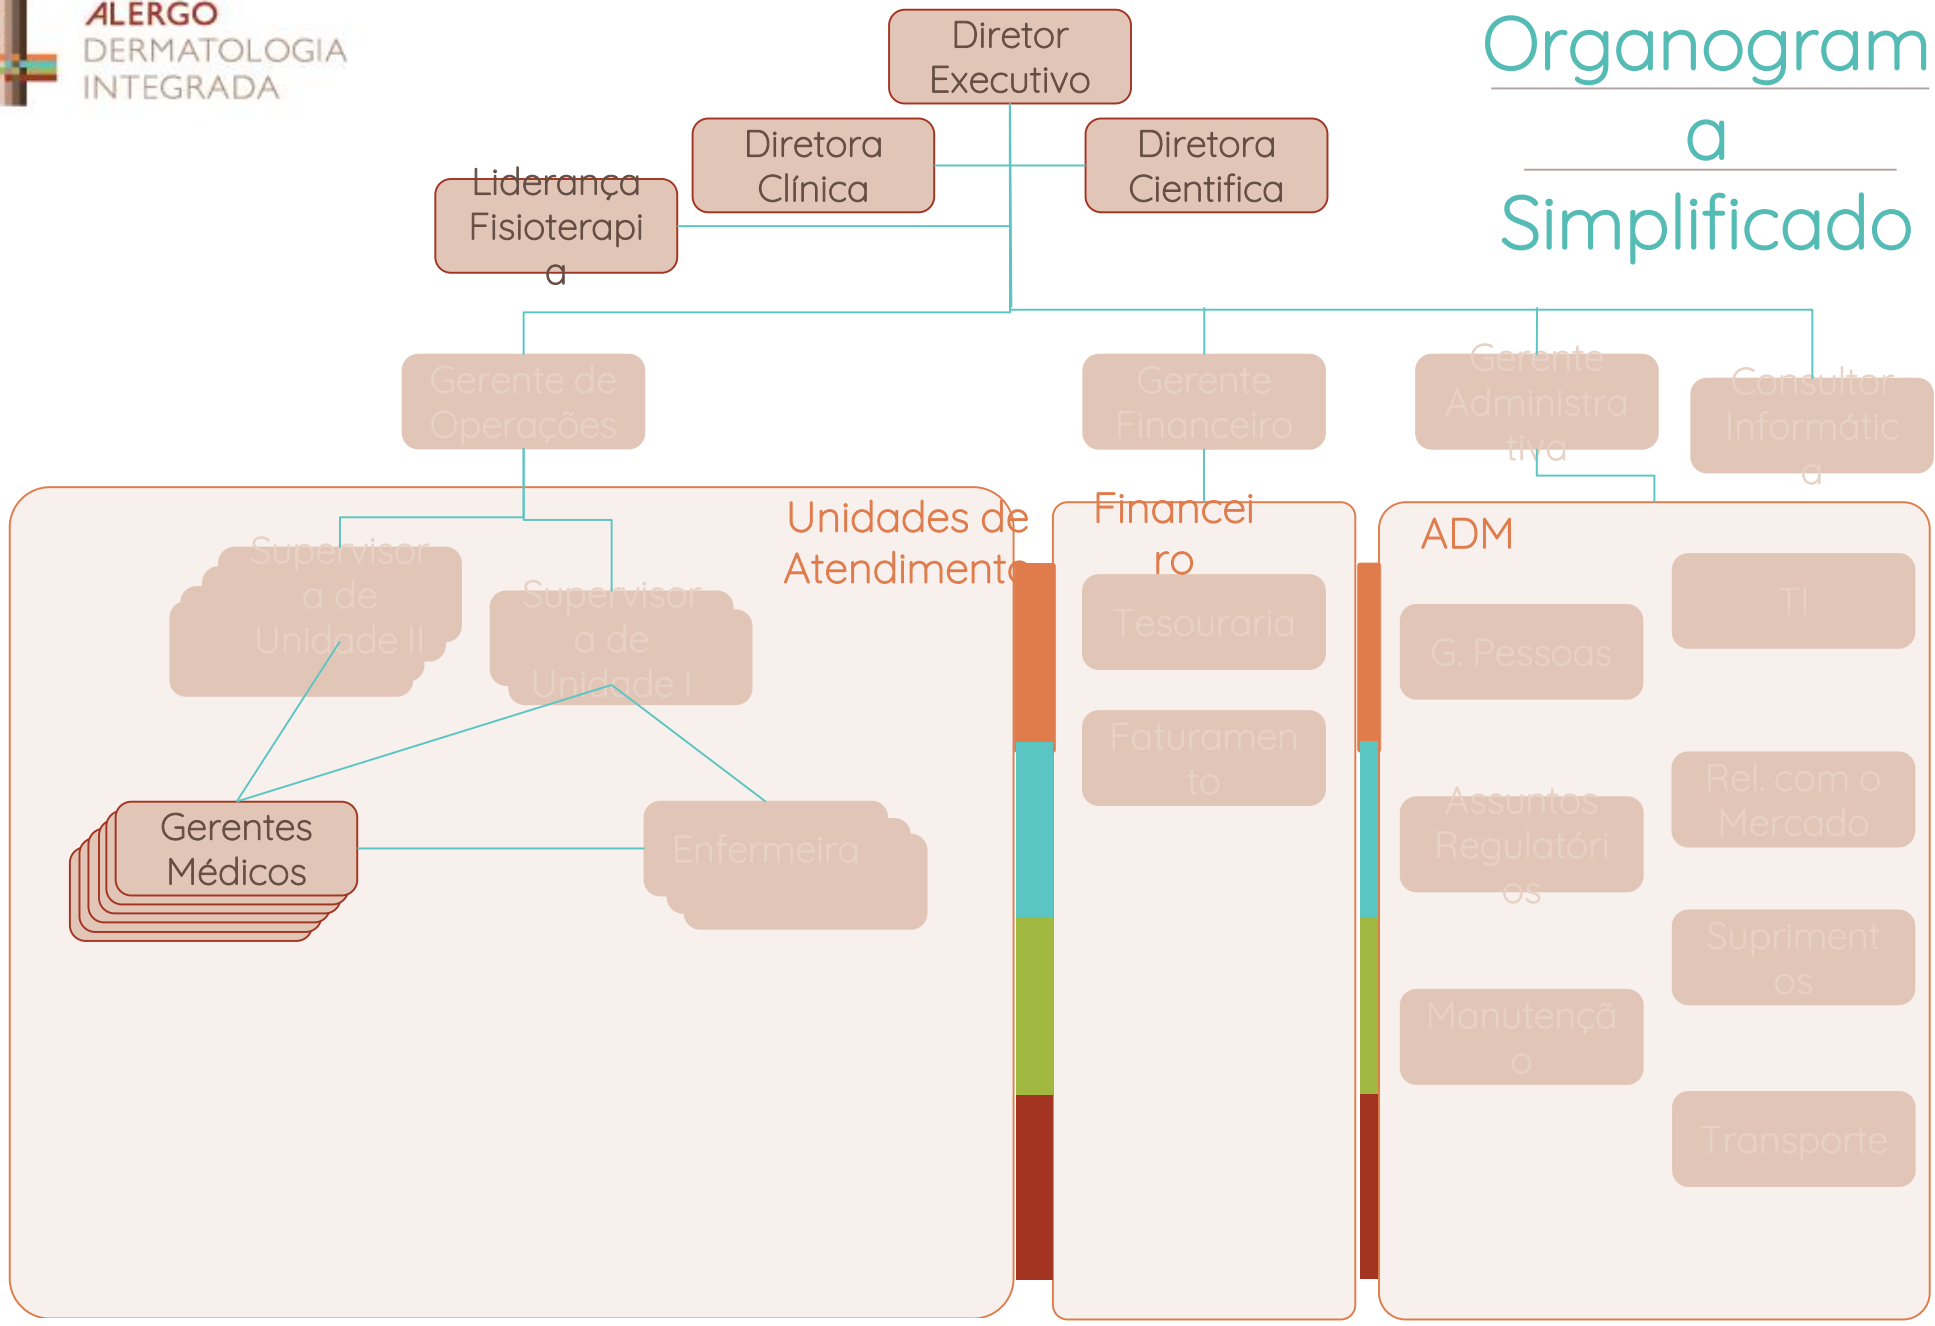 ALERGO
DERMATOLOGIA
INTEGRADA
Organogram
a
Simplificado
Diretor
Executivo
Diretora
Clínica
Diretora
Cientifica
Liderança
Fisioterapi
a
Gerente de
Operações
Gerente
Financeiro
Gerente
Administra
tiva
Consultor
Informátic
a
Unidades de
Atendimento
Supervisor
a de
Unidade II
Supervisor
a de
Unidade I
Gerentes
Médicos
Enfermeira
Financei
ro
Tesouraria
Faturamen
to
ADM
TI
G. Pessoas
Rel. com o
Mercado
Assuntos
Regulatóri
os
Supriment
os
Manutençã
o
Transporte